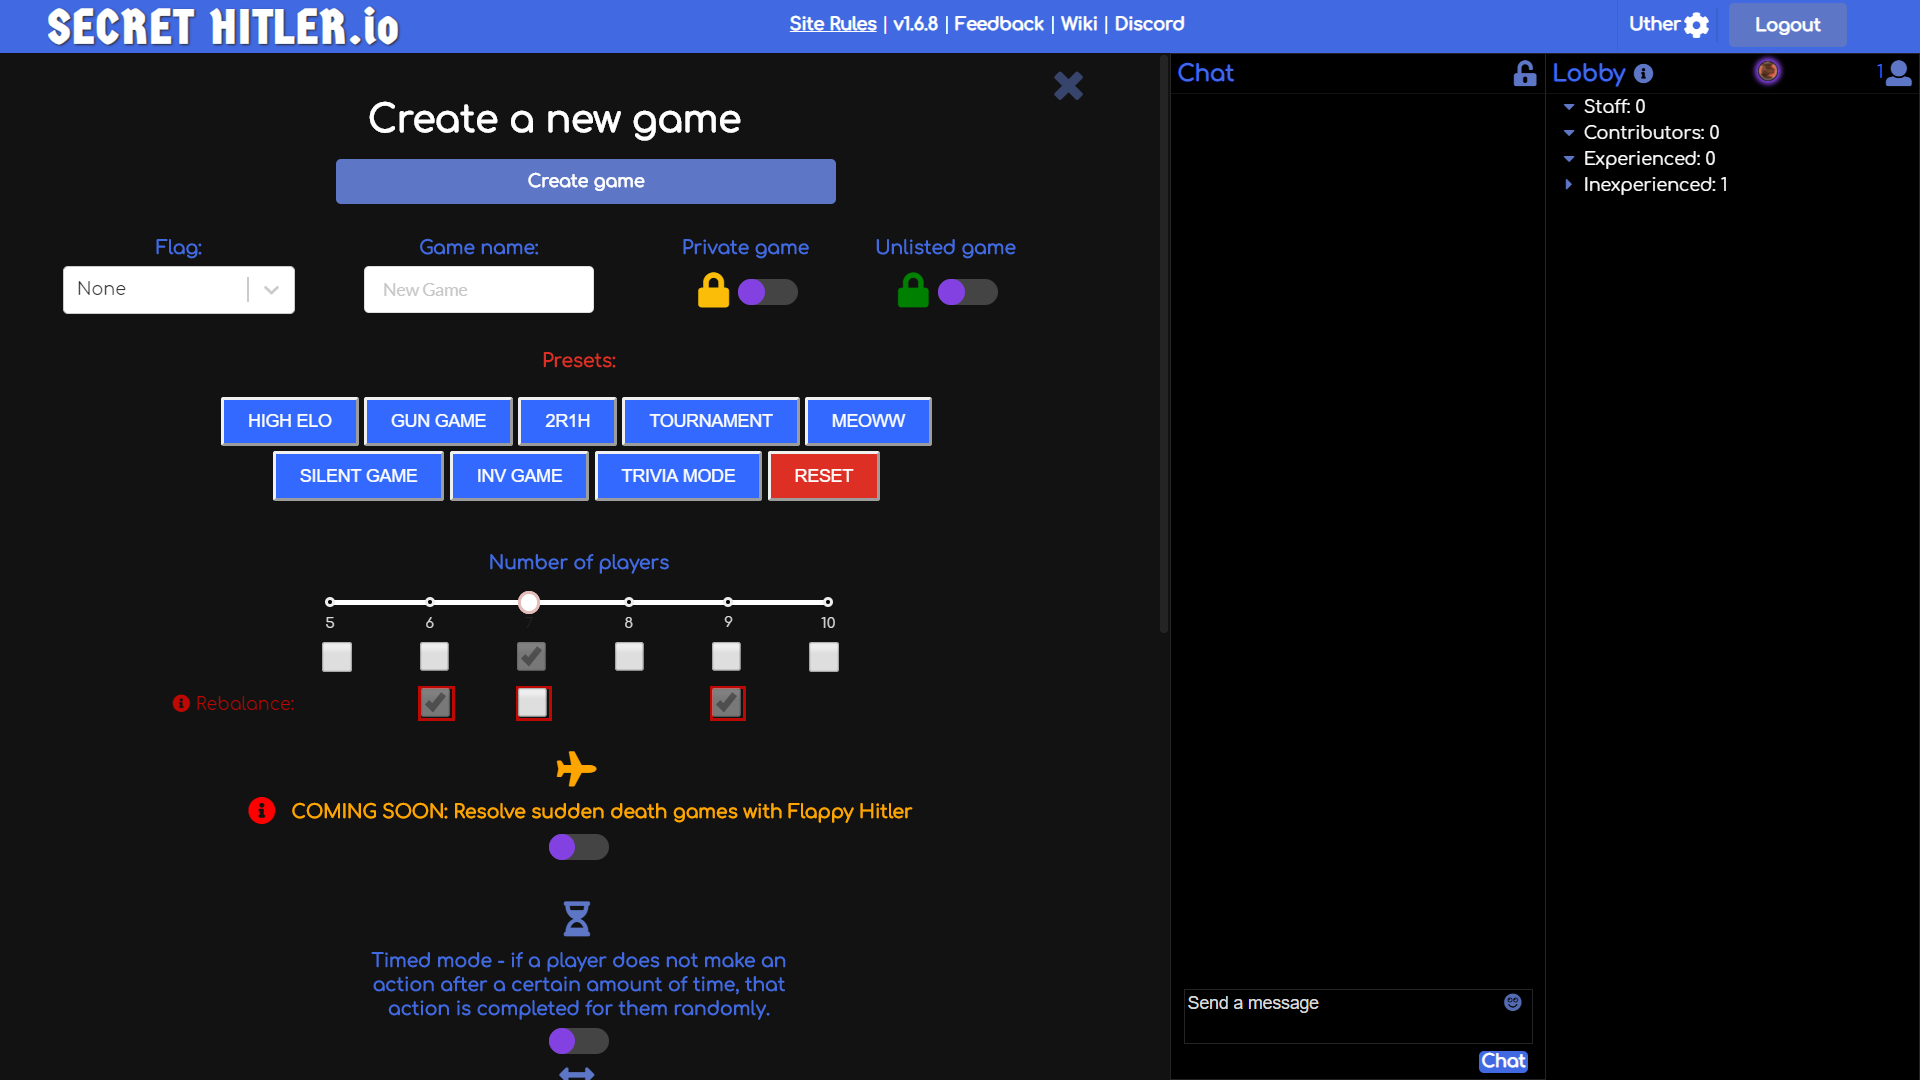 SECRET HITLER.io
Site Rules | v1.6.8 | Feedback | Wiki | Discord
Uther
Logout
Create a new game
Create game
Flag:
Game name:
Private game
Unlisted game
None
New Game
Presets:
HIGH ELO
GUN GAME
2R1H
TOURNAMENT
MEOWW
SILENT GAME
INV GAME
TRIVIA MODE
RESET
Number of players
5 6 7 8 9 10
Rebalance:
COMING SOON: Resolve sudden death games with Flappy Hitler
Timed mode - if a player does not make an
action after a certain amount of time, that
action is completed for them randomly.
Chat
Send a message
Chat
Lobby
1
Staff: 0
Contributors: 0
Experienced: 0
Inexperienced: 1